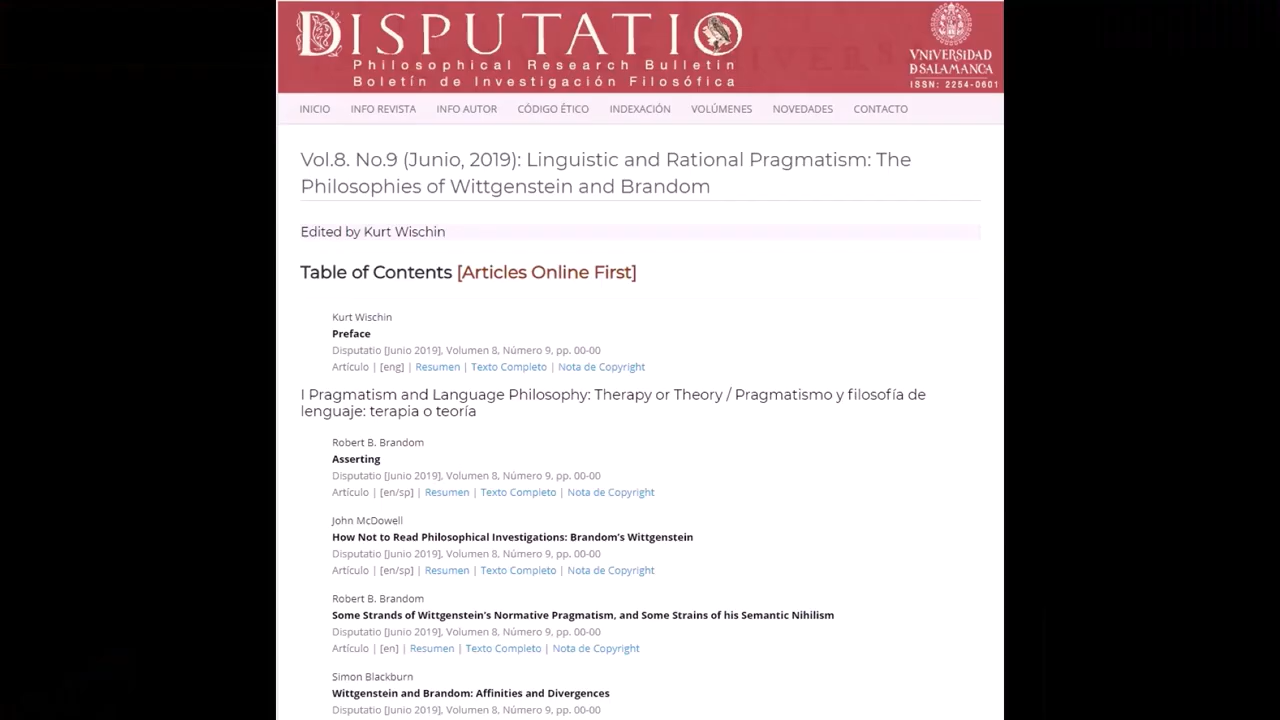 DISPUTATIO
Philosophical Research Bulletin
Boletín de Investigación Filosófica
VNIVERSIDAD
D SALAMANCA
ISSN: 2254-0601
INICIO INFO REVISTA INFO AUTOR CÓDIGO ÉTICO INDEXACIÓN VOLÚMENES NOVEDADES CONTACTO
Vol.8. No.9 (Junio, 2019): Linguistic and Rational Pragmatism: The
Philosophies of Wittgenstein and Brandom
Edited by Kurt Wischin
Table of Contents [Articles Online First]
Kurt Wischin
Preface
Disputatio [Junio 2019], Volumen 8, Número 9, pp. 00-00
Artículo | [eng] | Resumen | Texto Completo | Nota de Copyright
I Pragmatism and Language Philosophy: Therapy or Theory / Pragmatismo y filosofía de
lenguaje: terapia o teoría
Robert B. Brandom
Asserting
Disputatio [Junio 2019], Volumen 8, Número 9, pp. 00-00
Artículo | [en/sp] | Resumen | Texto Completo | Nota de Copyright
John McDowell
How Not to Read Philosophical Investigations: Brandom's Wittgenstein
Disputatio [Junio 2019], Volumen 8, Número 9, pp. 00-00
Artículo | [en/sp] | Resumen | Texto Completo | Nota de Copyright
Robert B. Brandom
Some Strands of Wittgenstein's Normative Pragmatism, and Some Strains of his Semantic Nihilism
Disputatio [Junio 2019], Volumen 8, Número 9, pp. 00-00
Artículo | [en] | Resumen | Texto Completo | Nota de Copyright
Simon Blackburn
Wittgenstein and Brandom: Affinities and Divergences
Disputatio [Junio 2019], Volumen 8, Número 9, pp. 00-00